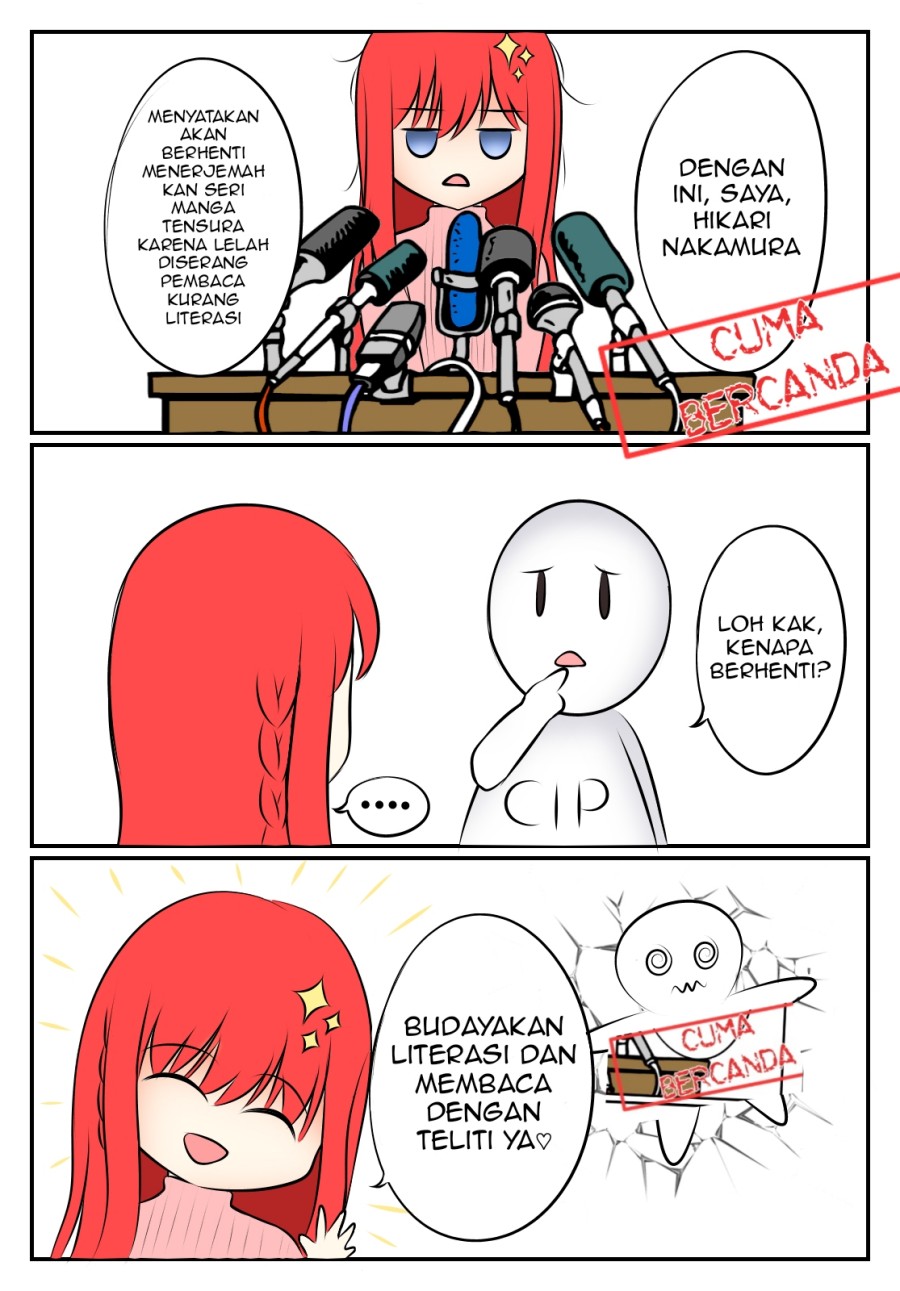 DENGAN
INI, SAYA,
HIKARI
NAKAMURA
MENYATAKAN
AKAN
BERHENTI
MENERJEMAH
KAN SERI
MANGA
TENSURA
KARENA LELAH
DISERANG
PEMBACA
KURANG
LITERASI
CUMA
BERCANDA
LOH KAK,
KENAPA
BERHENTI?
....
CIP
BUDAYAKAN
LITERASI DAN
MEMBACA
DENGAN
TELITI YA♡
CUMA
BERCANDA